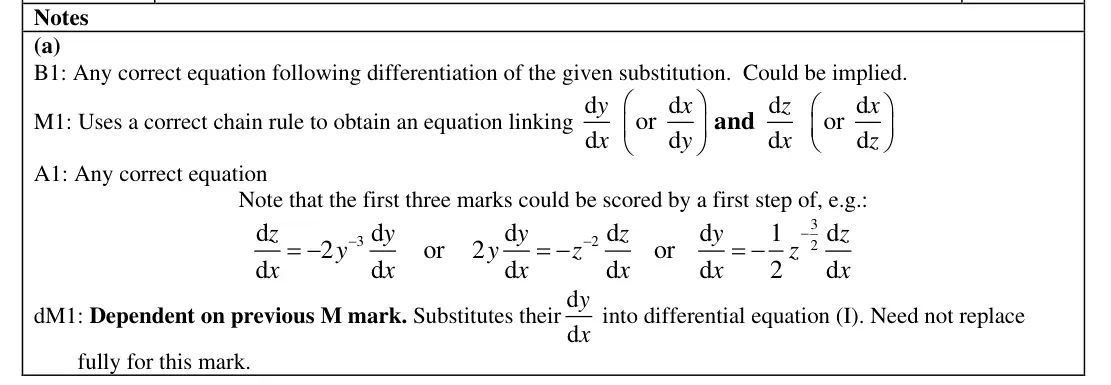 Notes
(a)
B1: Any correct equation following differentiation of the given substitution. Could be implied.
M1: Uses a correct chain rule to obtain an equation linking dy/dx (or dx/dy) and dz/dx (or dx/dz)
A1: Any correct equation
Note that the first three marks could be scored by a first step of, e.g.:
dz/dx = −2y⁻³ dy/dx or 2y dy/dx = −z⁻² dz/dx or dy/dx = −1/2 z^(−3/2) dz/dx
dM1: Dependent on previous M mark. Substitutes their dy/dx into differential equation (I). Need not replace
fully for this mark.